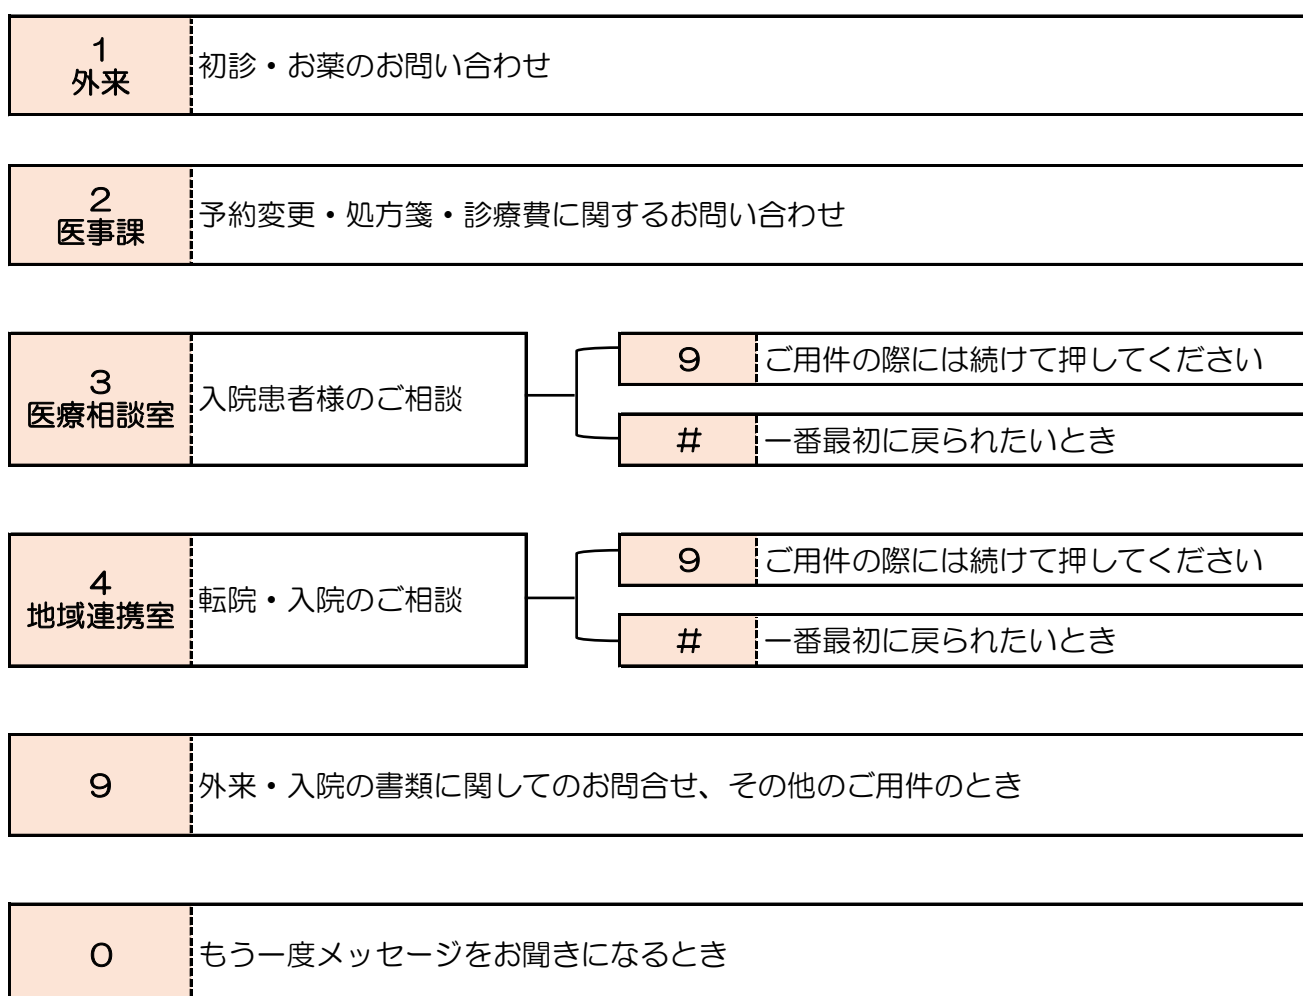 １
外来
初診・お薬のお問い合わせ
２
医事課
予約変更・処方箋・診療費に関するお問い合わせ
３
医療相談室
入院患者様のご相談
９
ご用件の際には続けて押してください
＃
一番最初に戻られたいとき
４
地域連携室
転院・入院のご相談
９
ご用件の際には続けて押してください
＃
一番最初に戻られたいとき
９
外来・入院の書類に関してのお問合せ、その他のご用件のとき
０
もう一度メッセージをお聞きになるとき